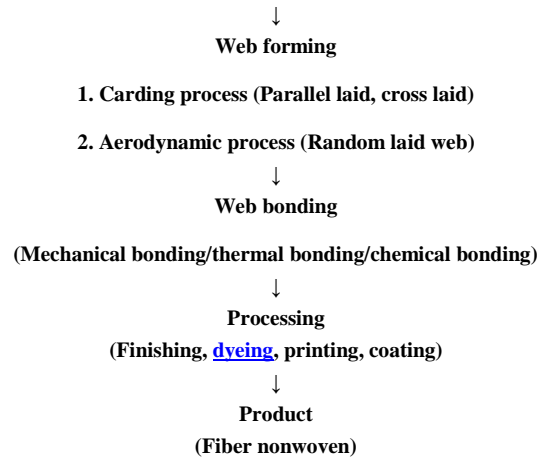 ↓
Web forming
1. Carding process (Parallel laid, cross laid)
2. Aerodynamic process (Random laid web)
↓
Web bonding
(Mechanical bonding/thermal bonding/chemical bonding)
↓
Processing
(Finishing, dyeing, printing, coating)
↓
Product
(Fiber nonwoven)